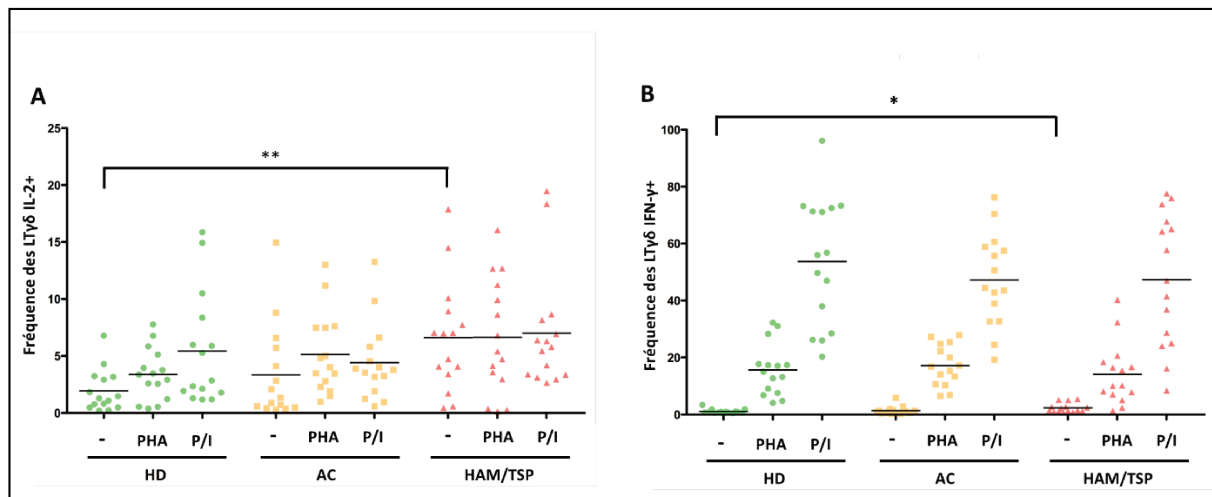 A
Fréquence des LTγδ IL-2+
25
20
15
10
5
0
**
- PHA P/I - PHA P/I - PHA P/I
HD AC HAM/TSP
B
Fréquence des LTγδ IFN-γ+
100
80
60
40
20
0
*
- PHA P/I - PHA P/I - PHA P/I
HD AC HAM/TSP